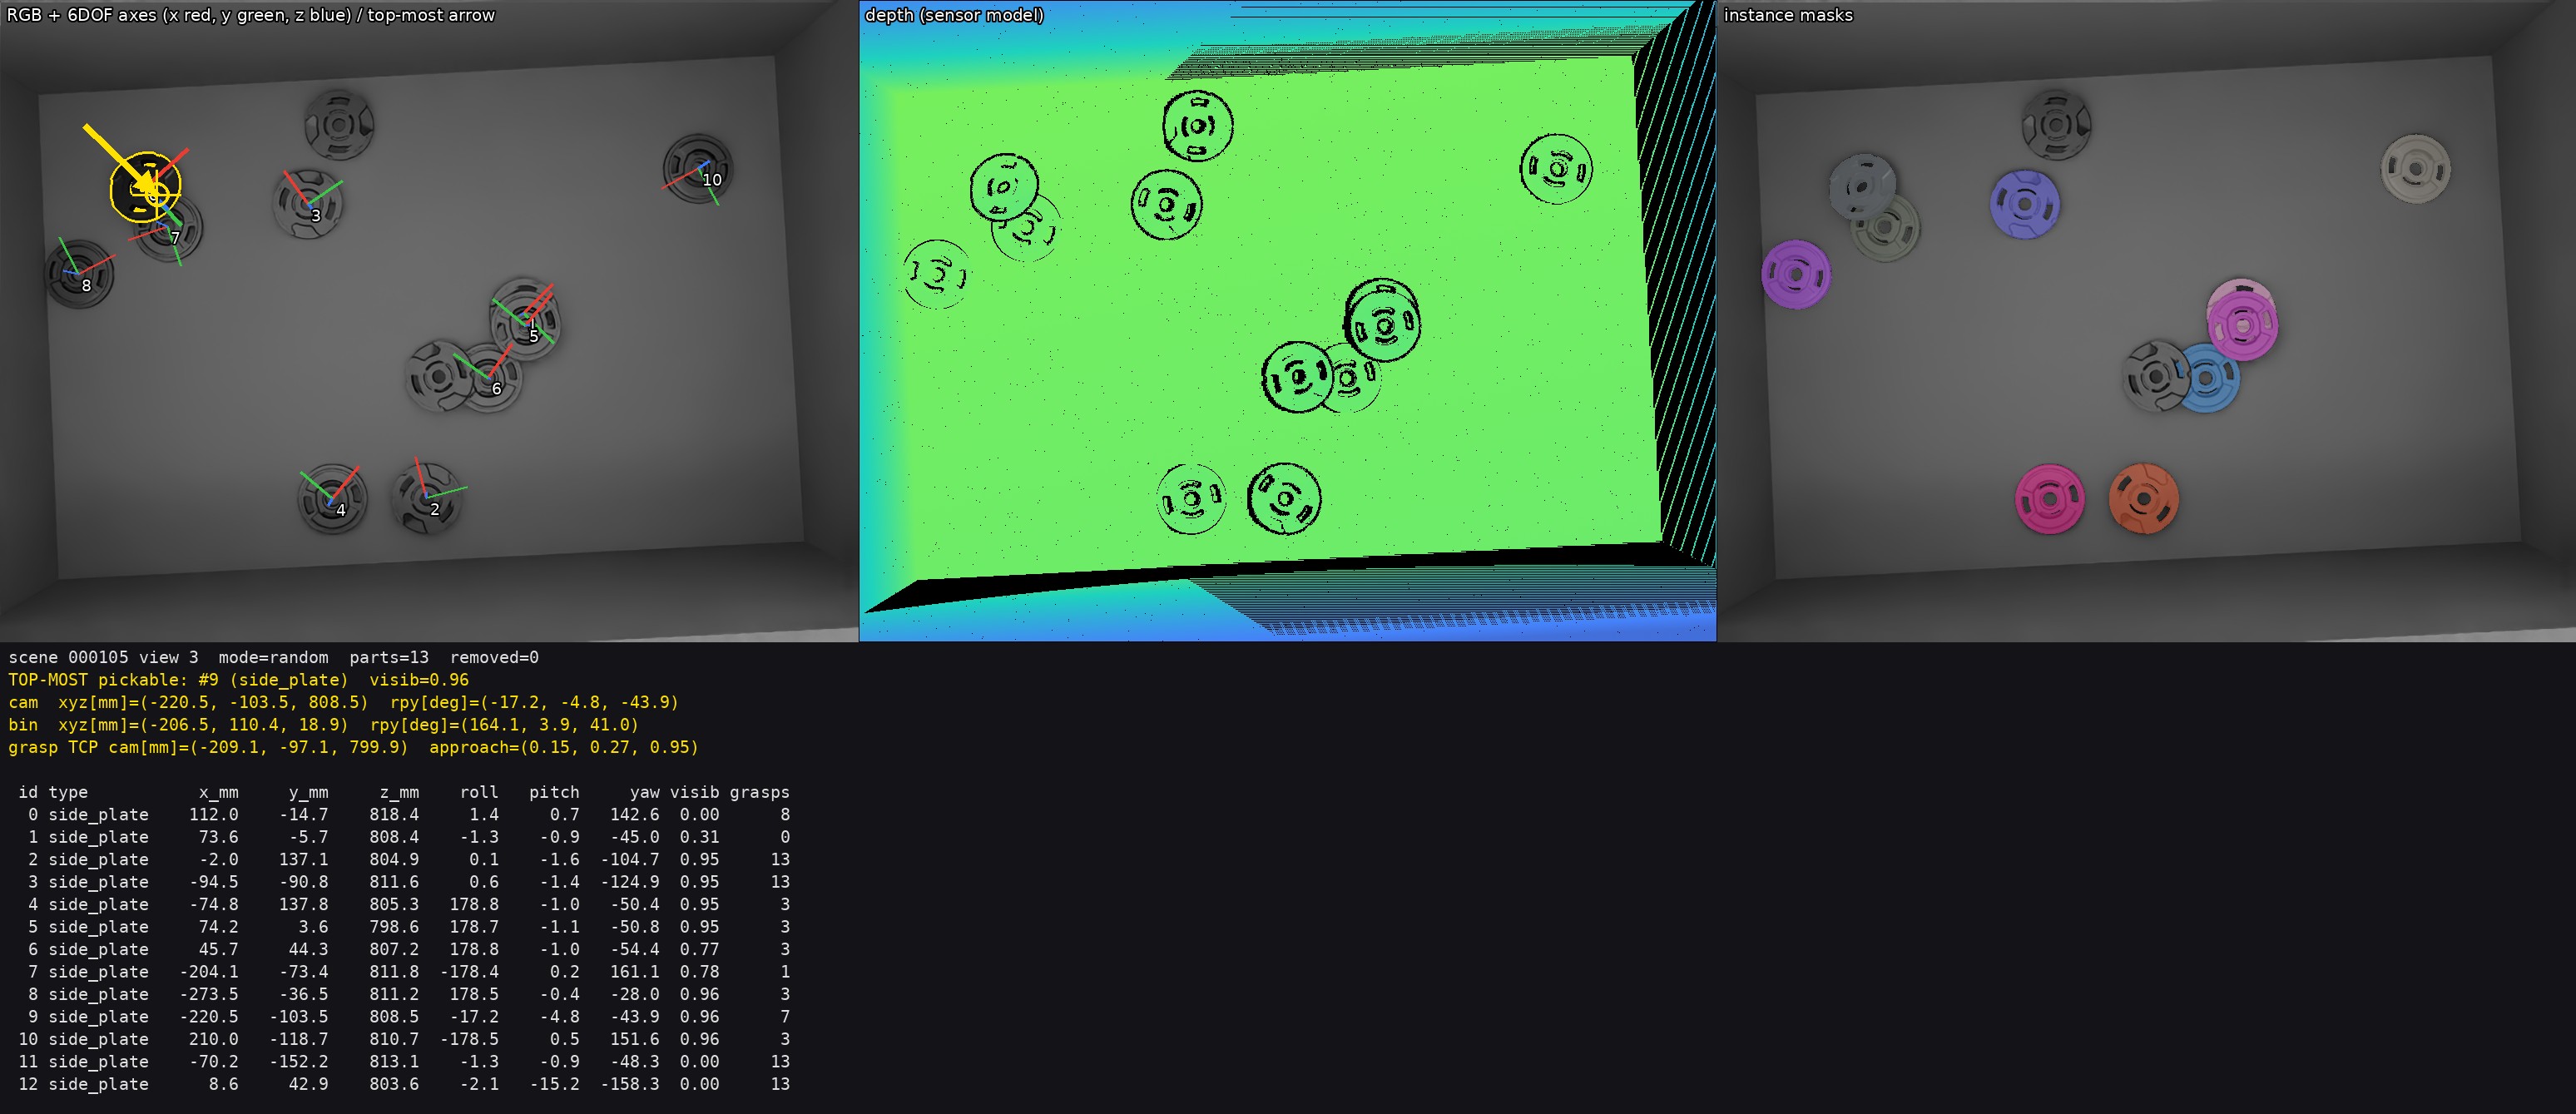 RGB + 6DOF axes (x red, y green, z blue) / top-most arrow
depth (sensor model)
instance masks
10
3
7
8
1
5
6
4
2
scene 000105 view 3  mode=random  parts=13  removed=0
TOP-MOST pickable: #9 (side_plate)  visib=0.96
cam  xyz[mm]=(-220.5, -103.5, 808.5)  rpy[deg]=(-17.2, -4.8, -43.9)
bin  xyz[mm]=(-206.5, 110.4, 18.9)  rpy[deg]=(164.1, 3.9, 41.0)
grasp TCP cam[mm]=(-209.1, -97.1, 799.9)  approach=(0.15, 0.27, 0.95)
id type x_mm y_mm z_mm roll pitch yaw visib grasps
0 side_plate 112.0 -14.7 818.4 1.4 0.7 142.6 0.00 8
1 side_plate 73.6 -5.7 808.4 -1.3 -0.9 -45.0 0.31 0
2 side_plate -2.0 137.1 804.9 0.1 -1.6 -104.7 0.95 13
3 side_plate -94.5 -90.8 811.6 0.6 -1.4 -124.9 0.95 13
4 side_plate -74.8 137.8 805.3 178.8 -1.0 -50.4 0.95 3
5 side_plate 74.2 3.6 798.6 178.7 -1.1 -50.8 0.95 3
6 side_plate 45.7 44.3 807.2 178.8 -1.0 -54.4 0.77 3
7 side_plate -204.1 -73.4 811.8 -178.4 0.2 161.1 0.78 1
8 side_plate -273.5 -36.5 811.2 178.5 -0.4 -28.0 0.96 3
9 side_plate -220.5 -103.5 808.5 -17.2 -4.8 -43.9 0.96 7
10 side_plate 210.0 -118.7 810.7 -178.5 0.5 151.6 0.96 3
11 side_plate -70.2 -152.2 813.1 -1.3 -0.9 -48.3 0.00 13
12 side_plate 8.6 42.9 803.6 -2.1 -15.2 -158.3 0.00 13